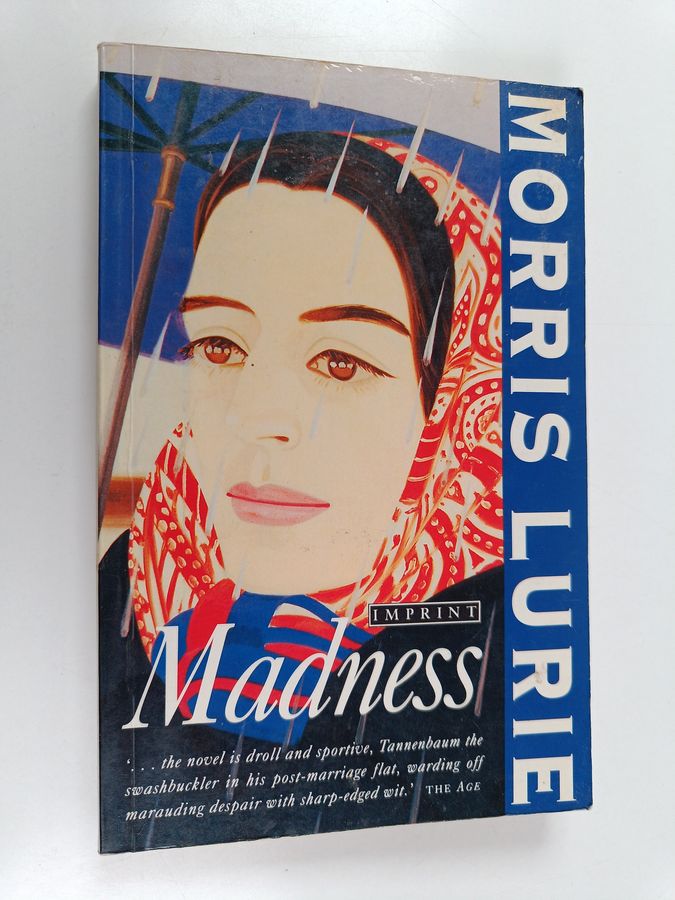 MORRIS LURIE
IMPRINT
Madness
‘. . . the novel is droll and sportive, Tannenbaum the
swashbuckler in his post-marriage flat, warding off
marauding despair with sharp-edged wit.’ THE AGE